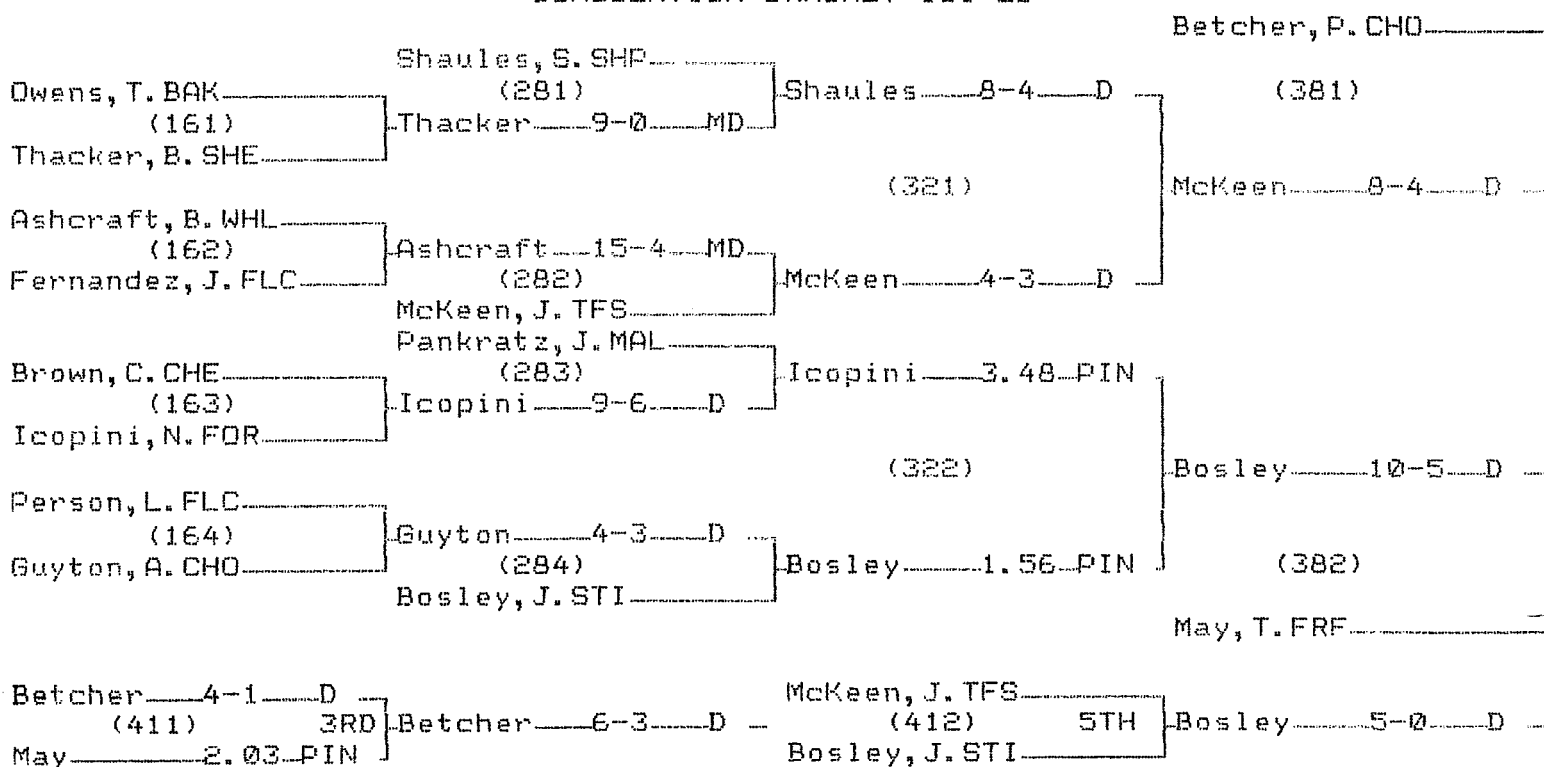 Betcher, P. CHO
Shaules, S. SHP
Owens, T. BAK (281) Shaules 8-4 D (381)
(161) Thacker 9-0 MD
Thacker, B. SHE
(321) McKeen 8-4 D
Ashcraft, B. WHL
(162) Ashcraft 15-4 MD
Fernandez, J. FLC (282) McKeen 4-3 D
McKeen, J. TFS
Pankratz, J. MAL
Brown, C. CHE (283) Icopini 3.48 PIN
(163) Icopini 9-6 D
Icopini, N. FOR
(322) Bosley 10-5 D
Person, L. FLC
(164) Guyton 4-3 D
Guyton, A. CHO (284) Bosley 1.56 PIN (382)
Bosley, J. STI
May, T. FRF
Betcher 4-1 D McKeen, J. TFS
(411) 3RD Betcher 6-3 D (412) 5TH Bosley 5-0 D
May 2.03 PIN Bosley, J. STI